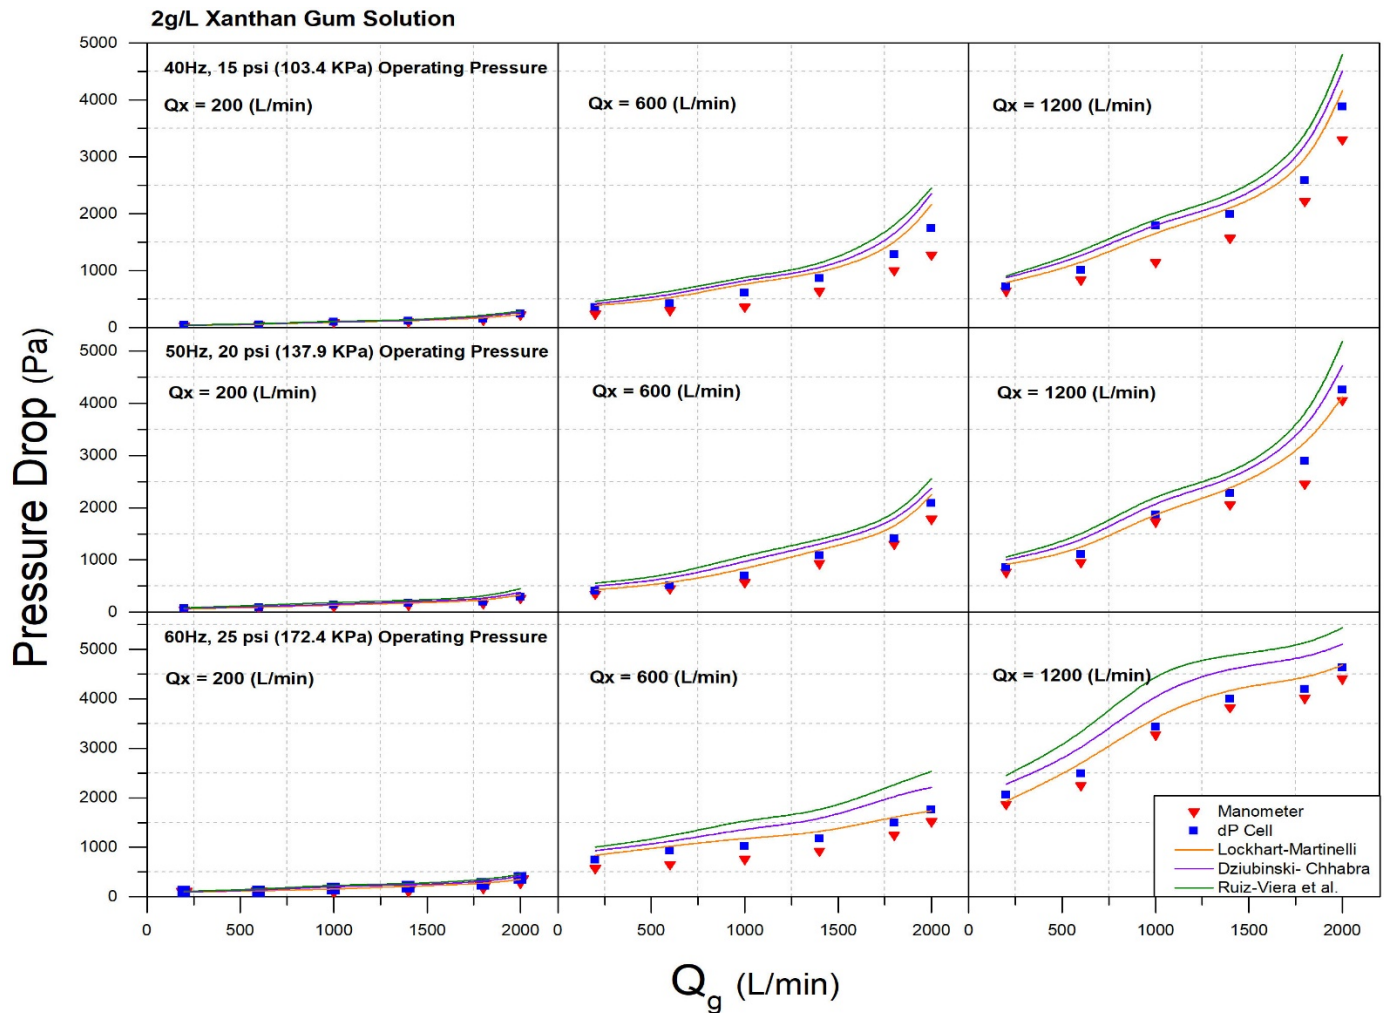 2g/L Xanthan Gum Solution
Pressure Drop (Pa)
5000
4000
3000
2000
1000
0
40Hz, 15 psi (103.4 KPa) Operating Pressure
Qx = 200 (L/min)
Qx = 600 (L/min)
Qx = 1200 (L/min)
5000
4000
3000
2000
1000
0
50Hz, 20 psi (137.9 KPa) Operating Pressure
Qx = 200 (L/min)
Qx = 600 (L/min)
Qx = 1200 (L/min)
5000
4000
3000
2000
1000
0
60Hz, 25 psi (172.4 KPa) Operating Pressure
Qx = 200 (L/min)
Qx = 600 (L/min)
Qx = 1200 (L/min)
Manometer
dP Cell
Lockhart-Martinelli
Dziubinski- Chhabra
Ruiz-Viera et al.
0 500 1000 1500 2000 0 500 1000 1500 2000 0 500 1000 1500 2000
Qg (L/min)